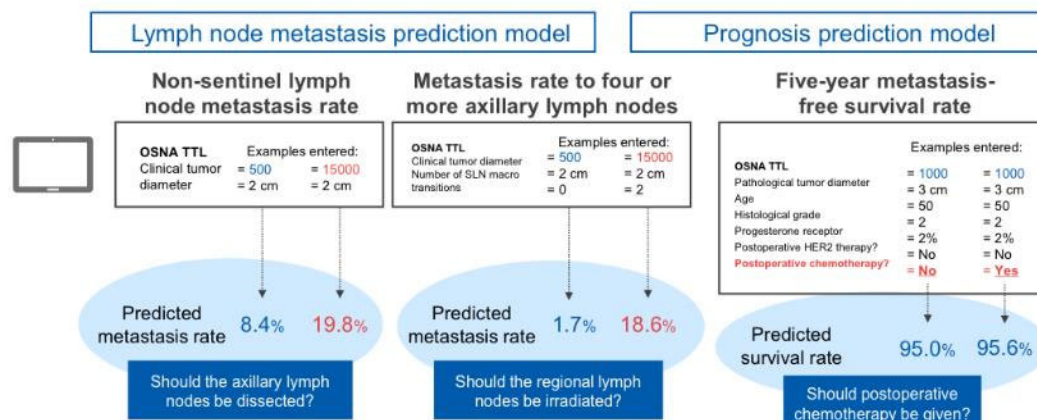 Lymph node metastasis prediction model
Prognosis prediction model
Non-sentinel lymph
node metastasis rate
OSNA TTL
Clinical tumor
diameter
Examples entered:
= 500 = 15000
= 2 cm = 2 cm
Predicted
metastasis rate
8.4% 19.8%
Should the axillary lymph
nodes be dissected?
Metastasis rate to four or
more axillary lymph nodes
OSNA TTL
Clinical tumor diameter
Number of SLN macro
transitions
Examples entered:
= 500 = 15000
= 2 cm = 2 cm
= 0 = 2
Predicted
metastasis rate
1.7% 18.6%
Should the regional lymph
nodes be irradiated?
Five-year metastasis-
free survival rate
Examples entered:
OSNA TTL = 1000 = 1000
Pathological tumor diameter = 3 cm = 3 cm
Age = 50 = 50
Histological grade = 2 = 2
Progesterone receptor = 2% = 2%
Postoperative HER2 therapy? = No = No
Postoperative chemotherapy? = No = Yes
Predicted
survival rate
95.0% 95.6%
Should postoperative
chemotherapy be given?